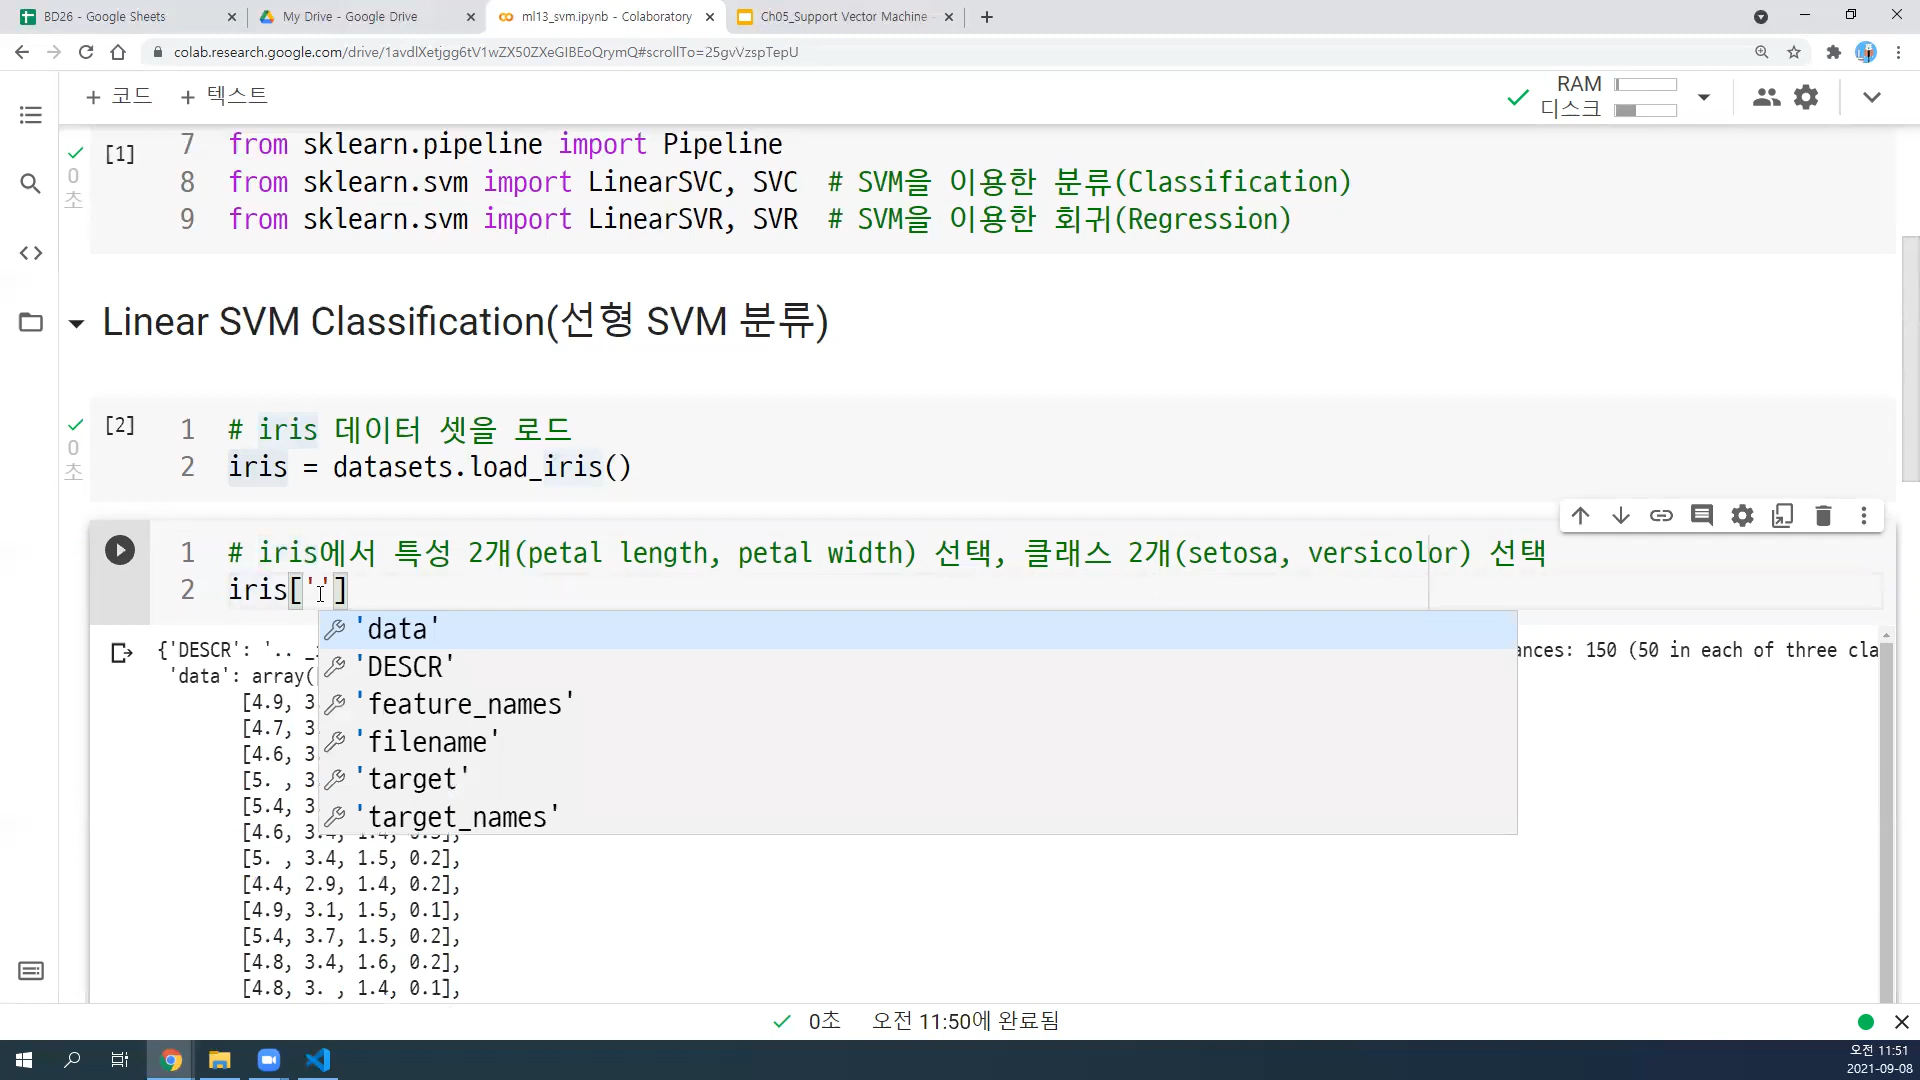 BD26 - Google Sheets
My Drive - Google Drive
ml13_svm.ipynb - Colaboratory
Ch05_Support Vector Machine -
colab.research.google.com/drive/1avdlXetjgg6tV1wZX50ZXeGIBEoQrymQ#scrollTo=25gvVzspTepU
+ 코드 + 텍스트
RAM
디스크
[1]
0
초
7 from sklearn.pipeline import Pipeline
8 from sklearn.svm import LinearSVC, SVC # SVM을 이용한 분류(Classification)
9 from sklearn.svm import LinearSVR, SVR # SVM을 이용한 회귀(Regression)
Linear SVM Classification(선형 SVM 분류)
[2]
0
초
1 # iris 데이터 셋을 로드
2 iris = datasets.load_iris()
1 # iris에서 특성 2개(petal length, petal width) 선택, 클래스 2개(setosa, versicolor) 선택
2 iris['']
'data'
'DESCR'
'feature_names'
'filename'
'target'
'target_names'
{'DESCR': '.. _ ances: 150 (50 in each of three cla
'data': array(
[4.9, 3.
[4.7, 3
[4.6, 3
[5. , 3
[5.4, 3
[4.6, 3.4, 1.4, 0.3],
[5. , 3.4, 1.5, 0.2],
[4.4, 2.9, 1.4, 0.2],
[4.9, 3.1, 1.5, 0.1],
[5.4, 3.7, 1.5, 0.2],
[4.8, 3.4, 1.6, 0.2],
[4.8, 3. , 1.4, 0.1],
0초 오전 11:50에 완료됨
오전 11:51
2021-09-08